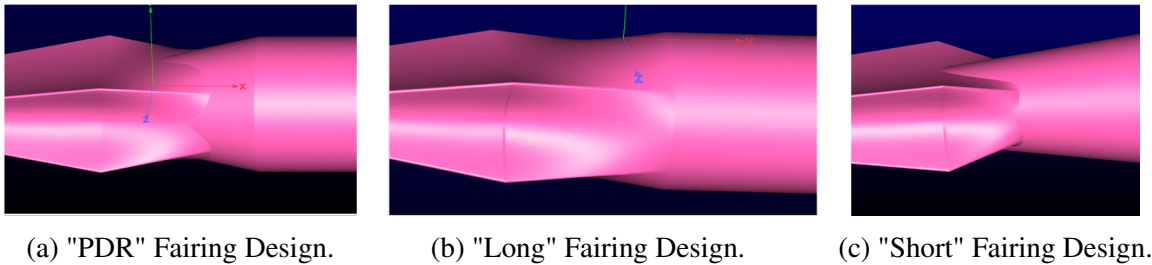 Y
X
Z
X
Z
(a) "PDR" Fairing Design.
(b) "Long" Fairing Design.
(c) "Short" Fairing Design.